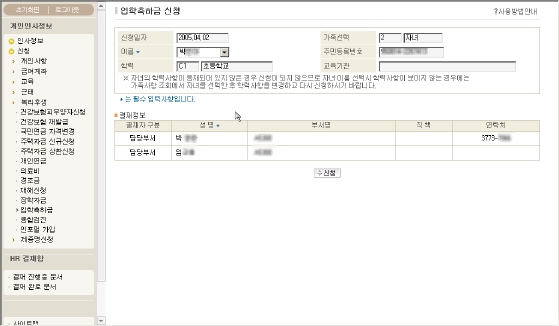 초기화면 로그아웃
개인인사정보
인사정보
신청
개인사항
급여계좌
교육
근태
복리후생
건강보험피부양자신청
건강보험 재발급
국민연금 자격변경
주택자금 신규신청
주택자금 상환신청
개인연금
의료비
경조금
재해신청
장학자금
입학축하금
종합검진
인포멀 가입
제증명신청
HR 결재함
결재 진행중 문서
결재 완료 문서
사이트맵
입학축하금 신청
?사용방법안내
신청일자 2005.04.02 가족선택 2 자녀
이름 박 주민등록번호
학력 C1 초등학교 교육기관
※ 자녀의 학력사항이 등재되어 있지 않은 경우 신청이 되지 않으므로 자녀 이름 선택시 학력사항이 보이지 않는 경우에는
가족사항 조회에서 자녀를 선택한 후 학력사항을 변경하고 다시 신청하시기 바랍니다.
는 필수 입력사항입니다.
결재정보
결재자 구분 성 명 부서명 직 책 연락처
담당부서 박 3773-
담당부서 임
신청